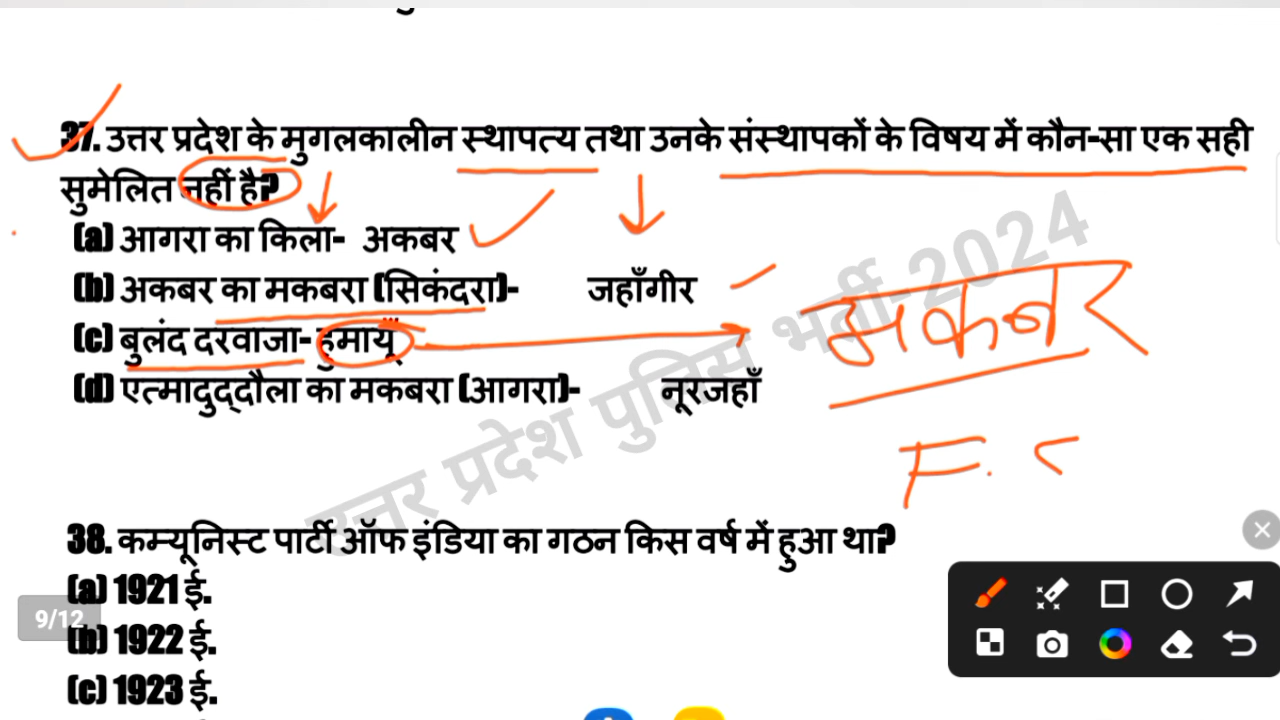 37. उत्तर प्रदेश के मुगलकालीन स्थापत्य तथा उनके संस्थापकों के विषय में कौन-सा एक सही
सुमेलित नहीं है?
(a) आगरा का किला- अकबर
(b) अकबर का मकबरा (सिकंदरा)- जहाँगीर
(c) बुलंद दरवाजा- हुमायूँ
अकबर
(d) एत्मादुद्दौला का मकबरा (आगरा)- नूरजहाँ
F.
उत्तर प्रदेश पुलिस भर्ती-2024
38. कम्यूनिस्ट पार्टी ऑफ इंडिया का गठन किस वर्ष में हुआ था?
(a) 1921 ई.
9/12
(b) 1922 ई.
(c) 1923 ई.